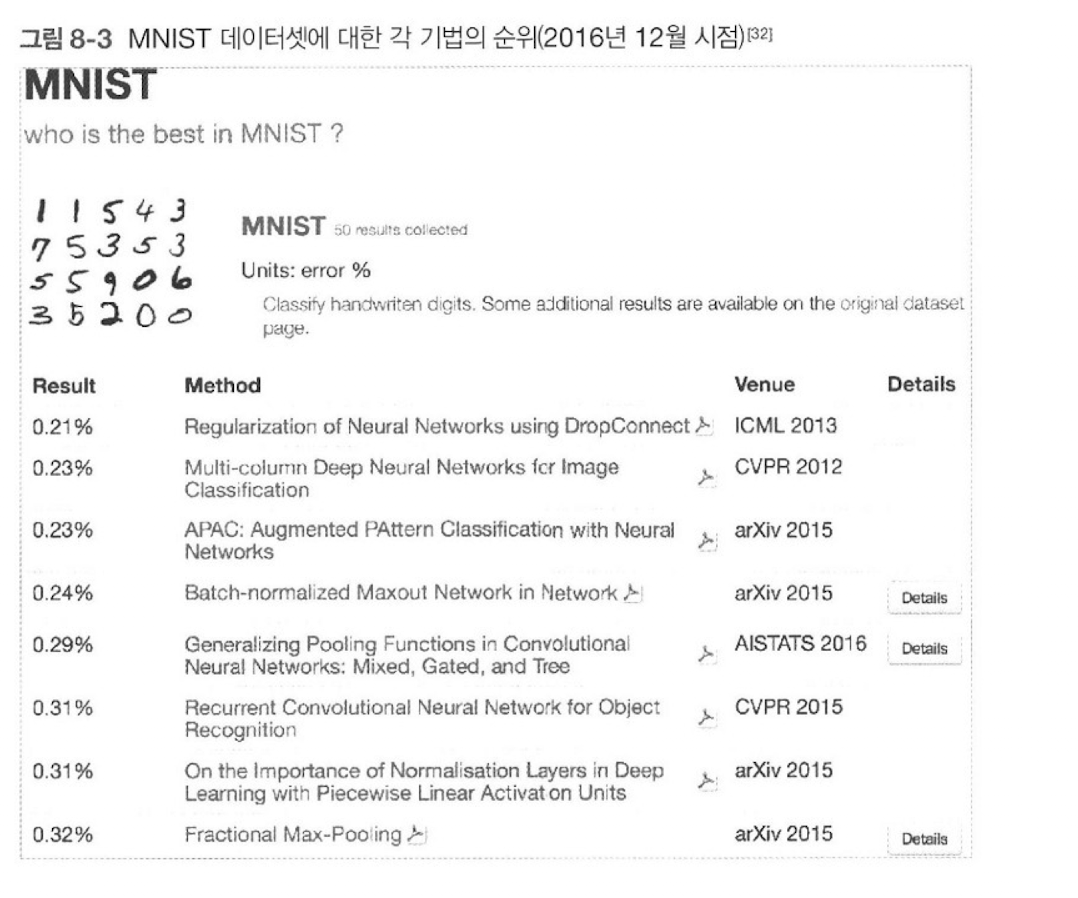 그림 8-3 MNIST 데이터셋에 대한 각 기법의 순위(2016년 12월 시점)[32]
MNIST
who is the best in MNIST ?
1 1 5 4 3
7 5 3 5 3
5 5 9 0 6
3 5 2 0 0
MNIST 50 results collected
Units: error %
Classify handwriten digits. Some additional results are available on the original dataset
page.
Result Method Venue Details
0.21% Regularization of Neural Networks using DropConnect ICML 2013
0.23% Multi-column Deep Neural Networks for Image CVPR 2012
Classification
0.23% APAC: Augmented PAttern Classification with Neural arXiv 2015
Networks
0.24% Batch-normalized Maxout Network in Network arXiv 2015 Details
0.29% Generalizing Pooling Functions in Convolutional AISTATS 2016 Details
Neural Networks: Mixed, Gated, and Tree
0.31% Recurrent Convolutional Neural Network for Object CVPR 2015
Recognition
0.31% On the Importance of Normalisation Layers in Deep arXiv 2015
Learning with Piecewise Linear Activation Units
0.32% Fractional Max-Pooling arXiv 2015 Details